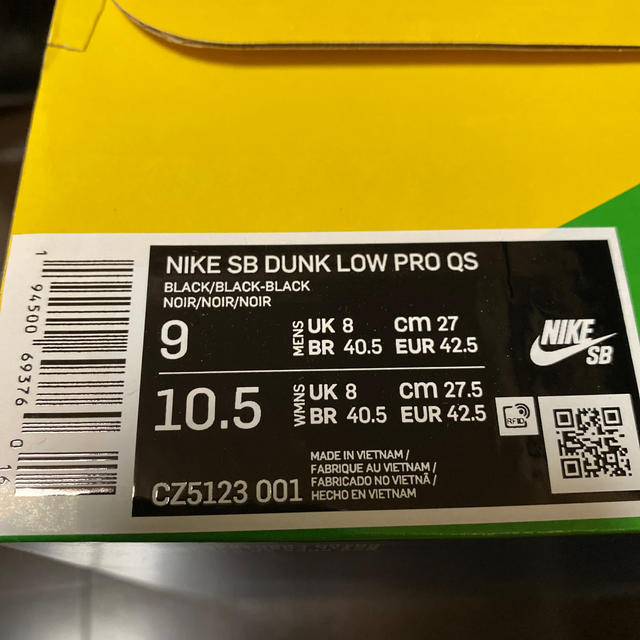 NIKE SB DUNK LOW PRO QS
BLACK/BLACK-BLACK
NOIR/NOIR/NOIR
9 MENS UK 8 cm 27
BR 40.5 EUR 42.5
10.5 WMNS UK 8 cm 27.5
BR 40.5 EUR 42.5
RFID
CZ5123 001
MADE IN VIETNAM /
FABRIQUE AU VIETNAM /
FABRICADO NO VIETNÃ /
HECHO EN VIETNAM
NIKE
SB
1 94500 69376 0